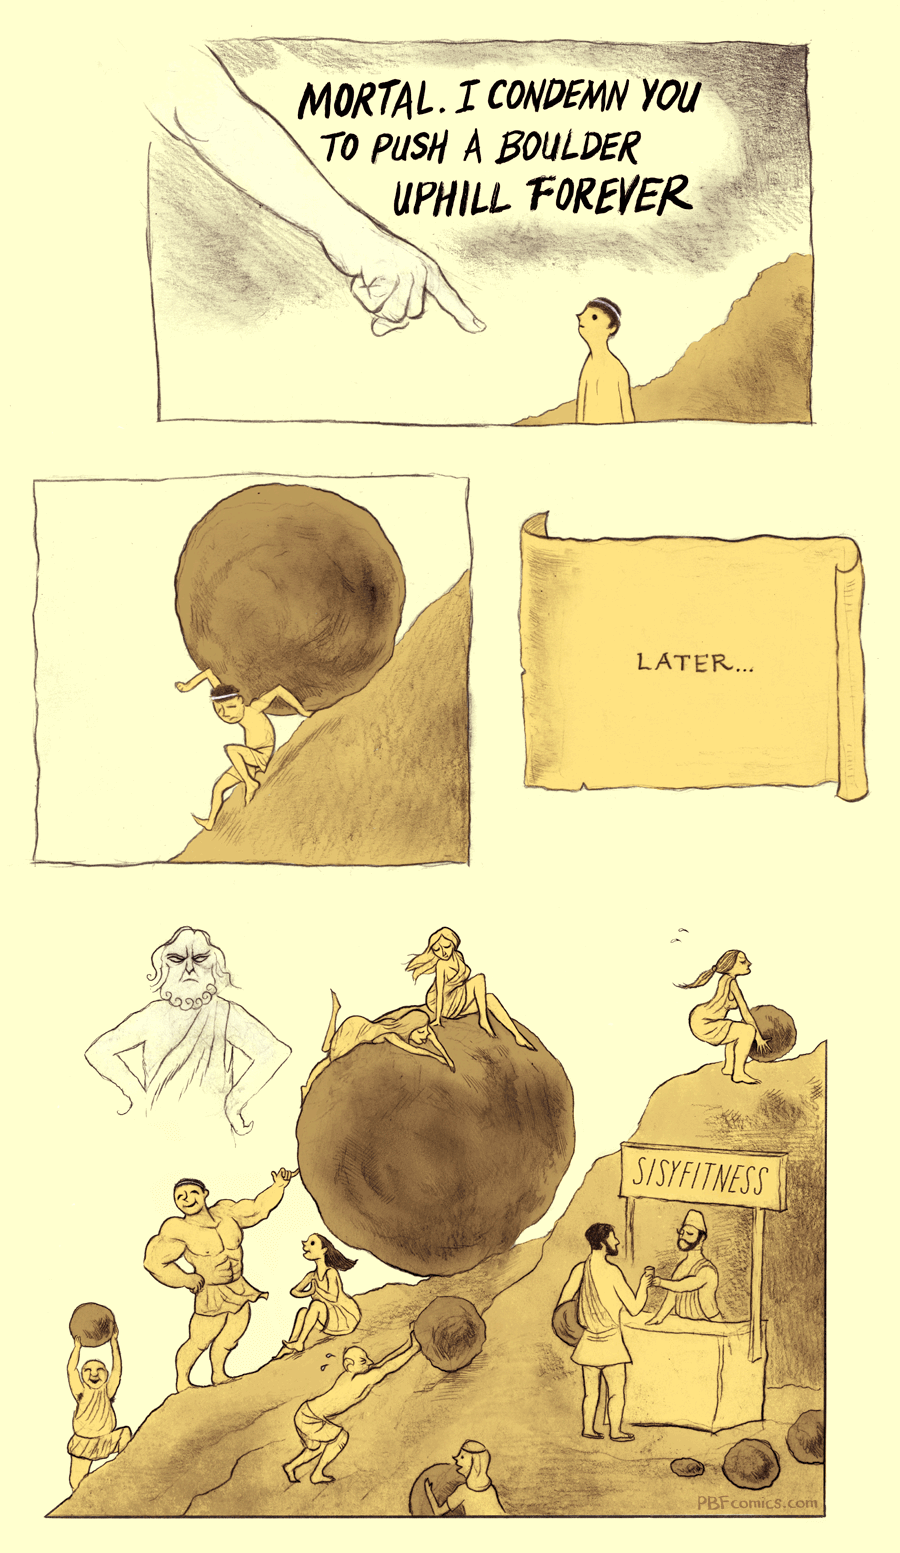 MORTAL. I CONDEMN YOU
TO PUSH A BOULDER
UPHILL FOREVER
LATER...
SISYFITNESS
PBFcomics.com